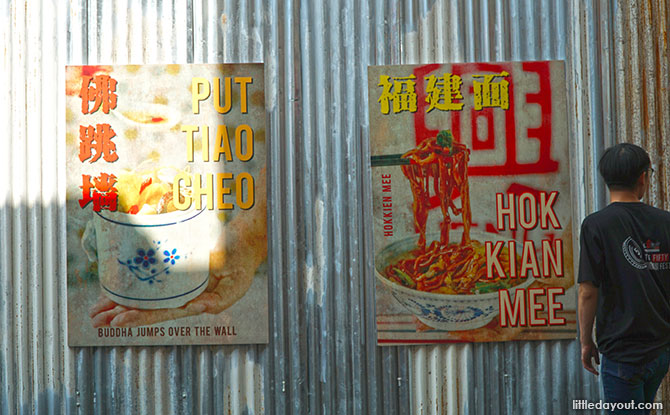 佛跳墙
PUT
TIAO
CHEO
BUDDHA JUMPS OVER THE WALL
福建面
HOKKIEN MEE
HOK
KIAN
MEE
FIFTY
littledayout.com